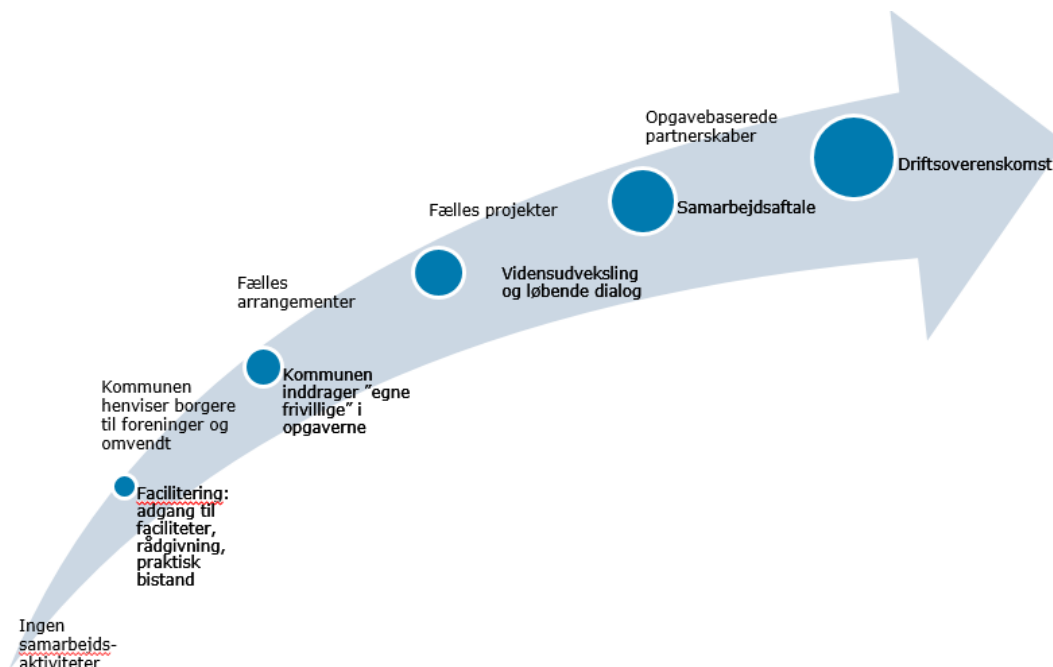 Opgavebaserede
partnerskaber
Driftsoverenskomst
Samarbejdsaftale
Fælles projekter
Vidensudveksling
og løbende dialog
Fælles
arrangementer
Kommunen
inddrager ”egne
frivillige” i
opgaverne
Kommunen
henviser borgere
til foreninger og
omvendt
Facilitering:
adgang til
faciliteter,
rådgivning,
praktisk
bistand
Ingen
samarbejds-
aktiviteter